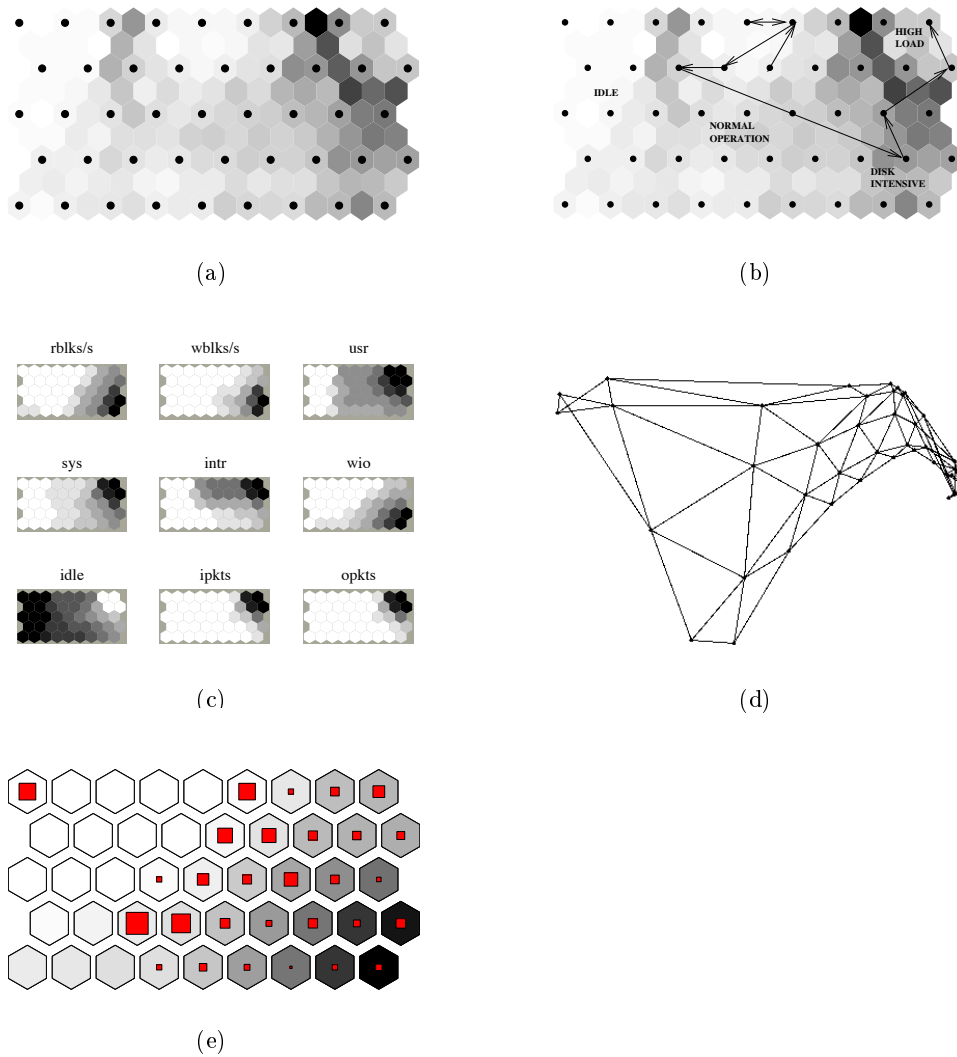 HIGH
LOAD
IDLE
NORMAL
OPERATION
DISK
INTENSIVE
(a)
(b)
rblks/s wblks/s usr
sys intr wio
idle ipkts opkts
(c)
(d)
(e)